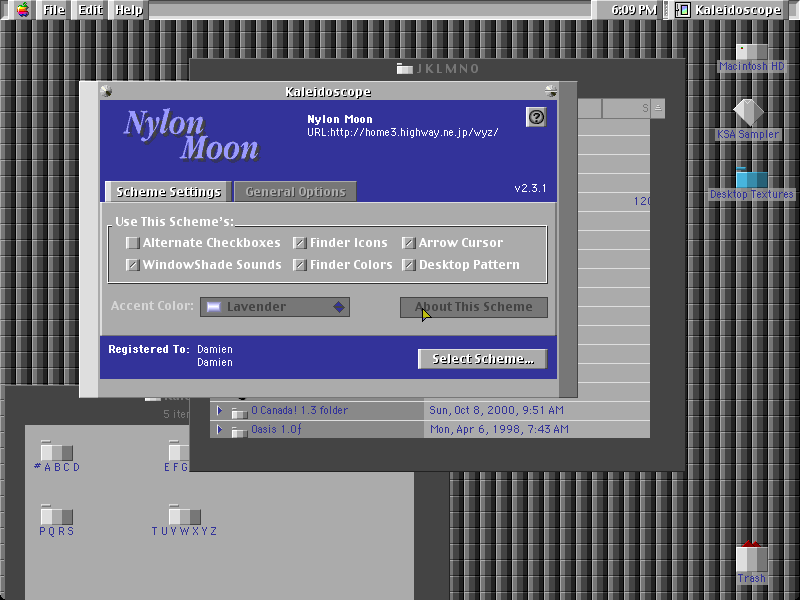 File Edit Help
6:09 PM
Kaleidoscope
JKLMNO
Macintosh HD
KSA Sampler
Desktop Textures
Kaleidoscope
Nylon
Moon
Nylon Moon
URL:http://home3.highway.ne.jp/wyz/
?
v2.3.1
S
120
Scheme Settings
General Options
Use This Scheme's:
Alternate Checkboxes
Finder Icons
Arrow Cursor
WindowShade Sounds
Finder Colors
Desktop Pattern
Accent Color:
Lavender
About This Scheme
Registered To: Damien
Damien
Select Scheme...
5 ite
O Canada! 1.3 folder
Sun, Oct 8, 2000, 9:51 AM
Oasis 1.0ƒ
Mon, Apr 6, 1998, 7:43 AM
#ABCD
EFG
PQRS
TUVWXYZ
Trash